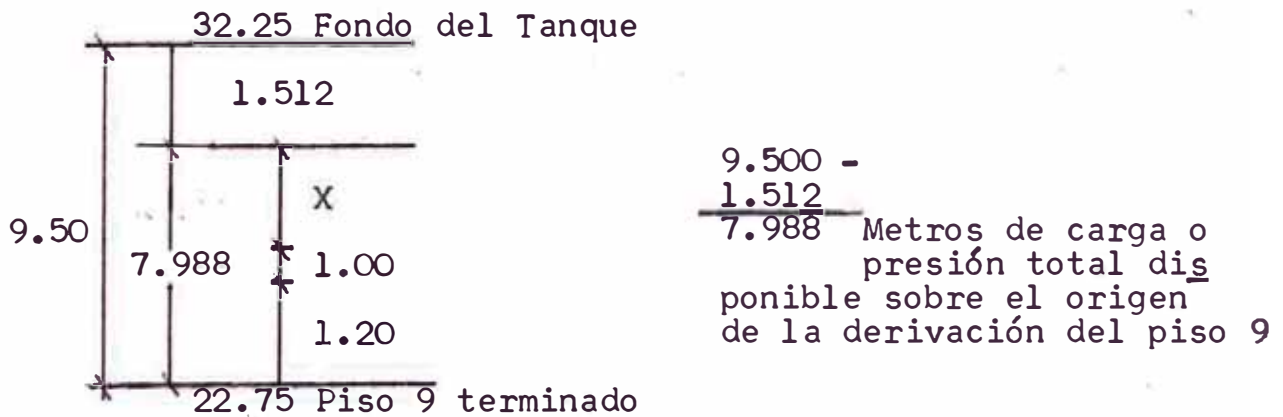 32.25 Fondo del Tanque
1.512
X
9.50
7.988
1.00
1.20
22.75 Piso 9 terminado
9.500 -
1.512
7.988 Metros de carga o
presión total dis
ponible sobre el origen
de la derivación del piso 9